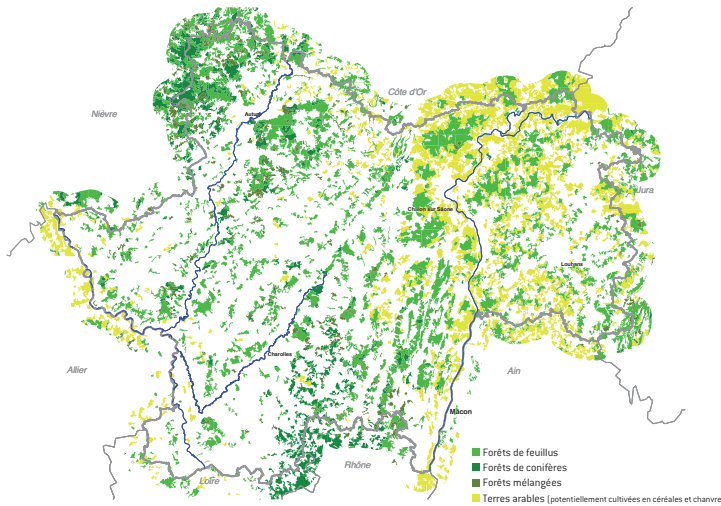 Côte d'Or
Nièvre
Autun
Jura
Chalon sur Saône
Louhans
Charolles
Allier
Ain
Mâcon
Rhône
Loire
Forêts de feuillus
Forêts de conifères
Forêts mélangées
Terres arables (potentiellement cultivées en céréales et chanvre